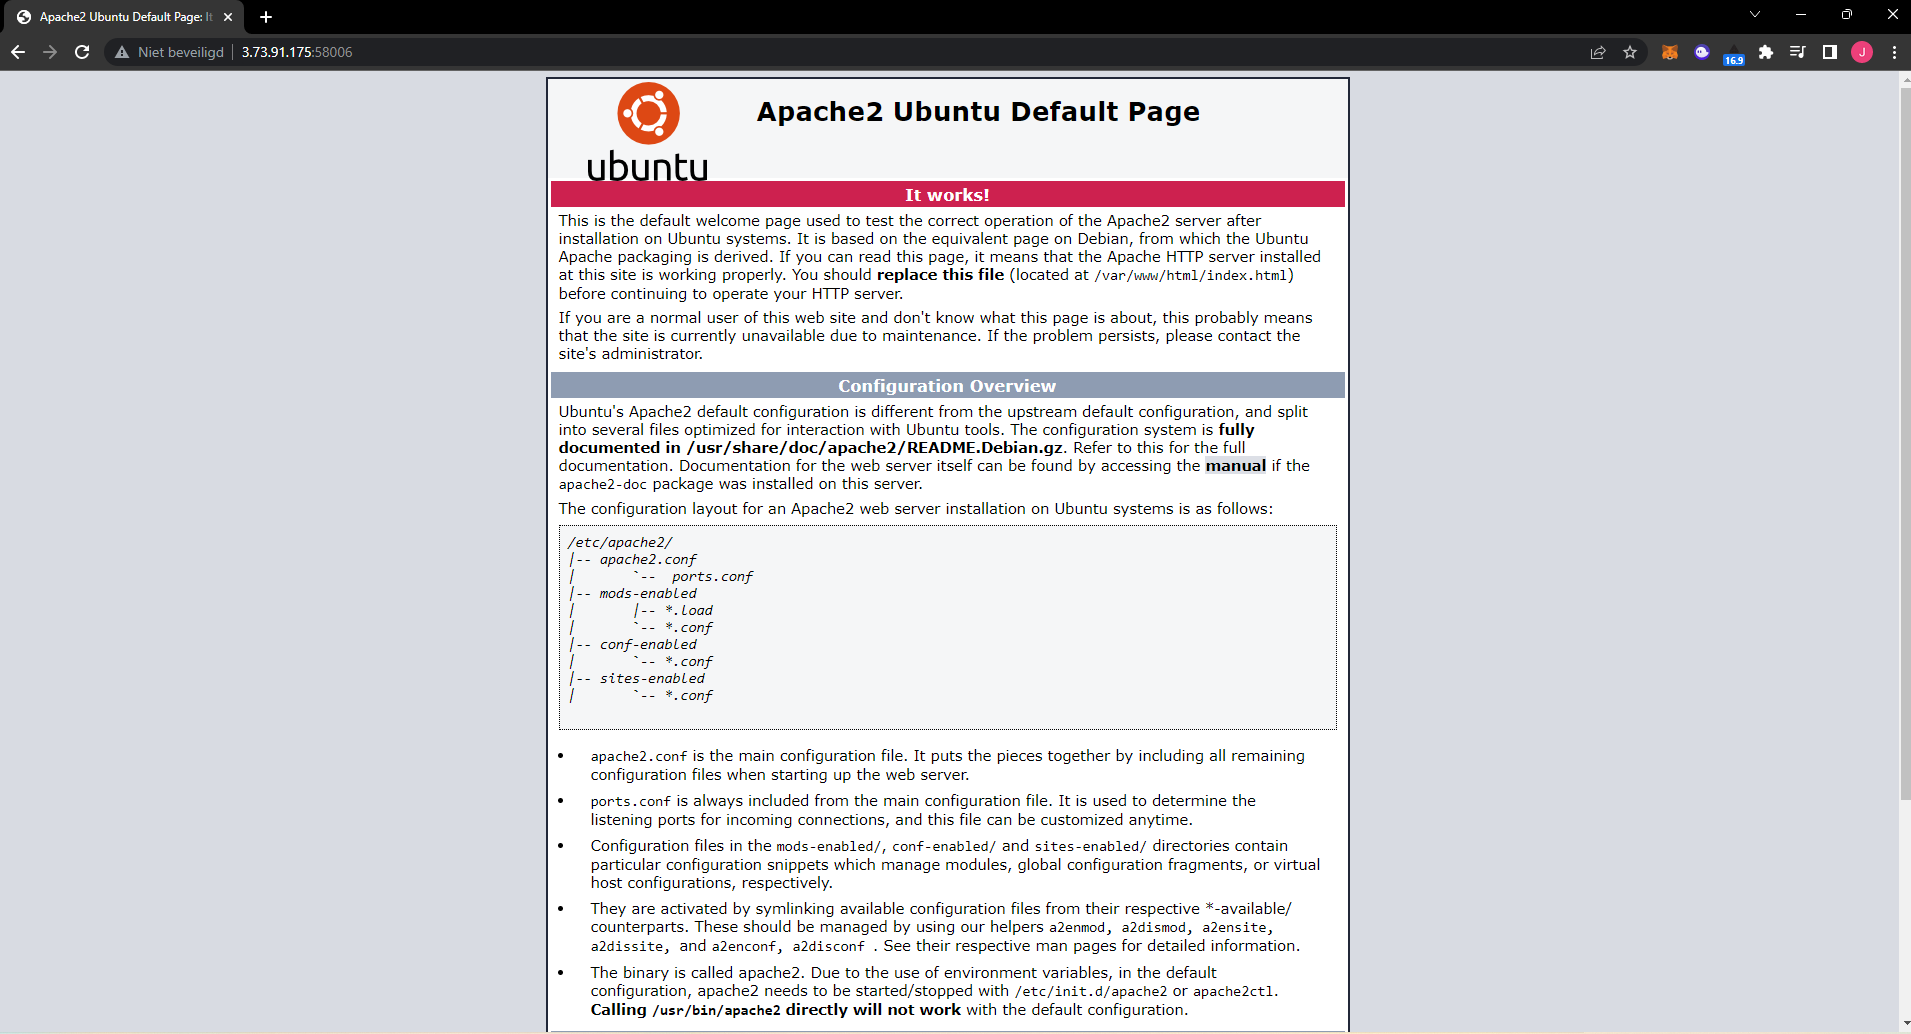 Apache2 Ubuntu Default Page: It
Niet beveiligd
3.73.91.175:58006
16.9
J
ubuntu
Apache2 Ubuntu Default Page
It works!
This is the default welcome page used to test the correct operation of the Apache2 server after
installation on Ubuntu systems. It is based on the equivalent page on Debian, from which the Ubuntu
Apache packaging is derived. If you can read this page, it means that the Apache HTTP server installed
at this site is working properly. You should replace this file (located at /var/www/html/index.html)
before continuing to operate your HTTP server.
If you are a normal user of this web site and don't know what this page is about, this probably means
that the site is currently unavailable due to maintenance. If the problem persists, please contact the
site's administrator.
Configuration Overview
Ubuntu's Apache2 default configuration is different from the upstream default configuration, and split
into several files optimized for interaction with Ubuntu tools. The configuration system is fully
documented in /usr/share/doc/apache2/README.Debian.gz. Refer to this for the full
documentation. Documentation for the web server itself can be found by accessing the manual if the
apache2-doc package was installed on this server.
The configuration layout for an Apache2 web server installation on Ubuntu systems is as follows:
/etc/apache2/
|-- apache2.conf
|       `--  ports.conf
|-- mods-enabled
|       |-- *.load
|       `-- *.conf
|-- conf-enabled
|       `-- *.conf
|-- sites-enabled
|       `-- *.conf
• apache2.conf is the main configuration file. It puts the pieces together by including all remaining
configuration files when starting up the web server.
• ports.conf is always included from the main configuration file. It is used to determine the
listening ports for incoming connections, and this file can be customized anytime.
• Configuration files in the mods-enabled/, conf-enabled/ and sites-enabled/ directories contain
particular configuration snippets which manage modules, global configuration fragments, or virtual
host configurations, respectively.
• They are activated by symlinking available configuration files from their respective *-available/
counterparts. These should be managed by using our helpers a2enmod, a2dismod, a2ensite,
a2dissite, and a2enconf, a2disconf . See their respective man pages for detailed information.
• The binary is called apache2. Due to the use of environment variables, in the default
configuration, apache2 needs to be started/stopped with /etc/init.d/apache2 or apache2ctl.
Calling /usr/bin/apache2 directly will not work with the default configuration.